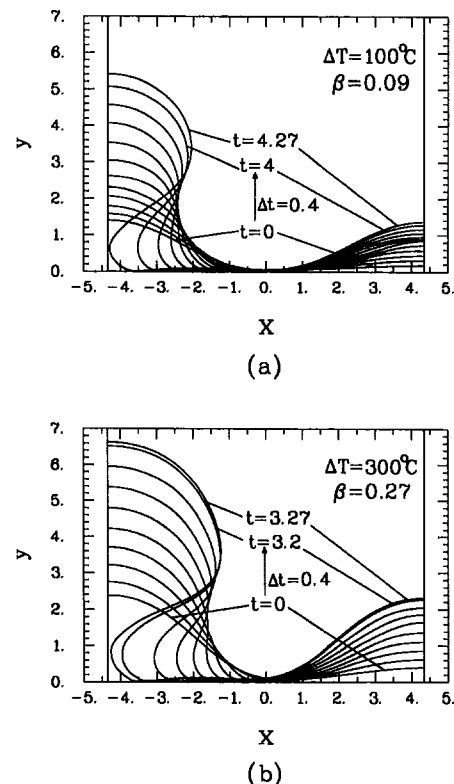 7.
6.
5.
4.
3.
2.
1.
0.
y
ΔT=100°C
β=0.09
t=4.27
t=4
Δt=0.4
t=0
-5. -4. -3. -2. -1. 0. 1. 2. 3. 4. 5.
X
(a)
7.
6.
5.
4.
3.
2.
1.
0.
y
ΔT=300°C
β=0.27
t=3.27
t=3.2
Δt=0.4
t=0
-5. -4. -3. -2. -1. 0. 1. 2. 3. 4. 5.
X
(b)